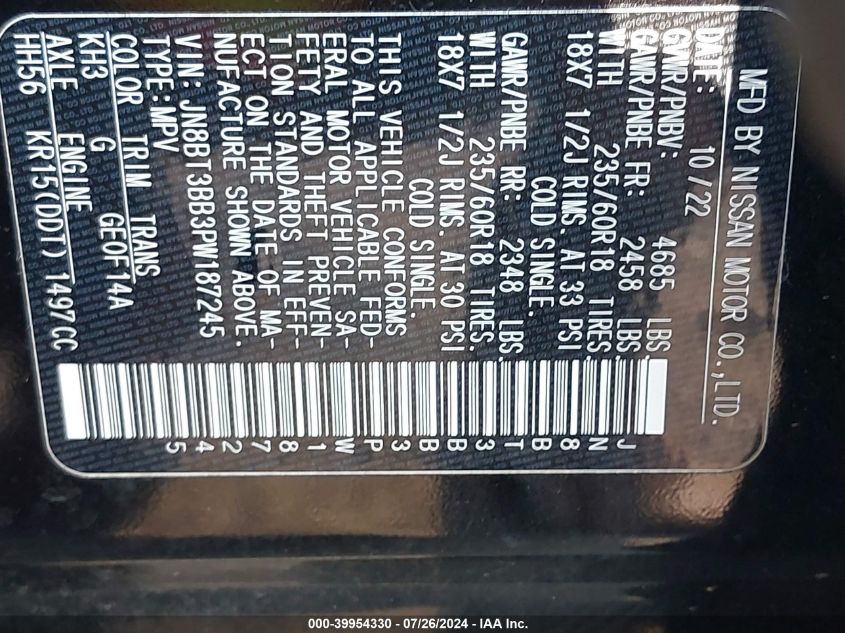 MFD BY NISSAN MOTOR CO.,LTD.
DATE: 10/22
GVWR/PNBV: 4685 LBS.
GAWR/PNBE FR: 2458 LBS.
WITH 235/60R18 TIRES
18X7 1/2J RIMS. AT 33 PSI
COLD SINGLE.
GAWR/PNBE RR: 2348 LBS.
WITH 235/60R18 TIRES.
18X7 1/2J RIMS. AT 30 PSI
COLD SINGLE.
THIS VEHICLE CONFORMS
TO ALL APPLICABLE FED-
ERAL MOTOR VEHICLE SA-
FETY AND THEFT PREVEN-
TION STANDARDS IN EFF-
ECT ON THE DATE OF MA-
NUFACTURE SHOWN ABOVE.
VIN: JN8BT3BB3PW187245
TYPE: MPV
COLOR TRIM TRANS
KH3 G GE0F14A
AXLE ENGINE
HH56 KR15(DDT) 1497CC
JN8BT3BB3PW187245
000-39954330 - 07/26/2024 - IAA Inc.